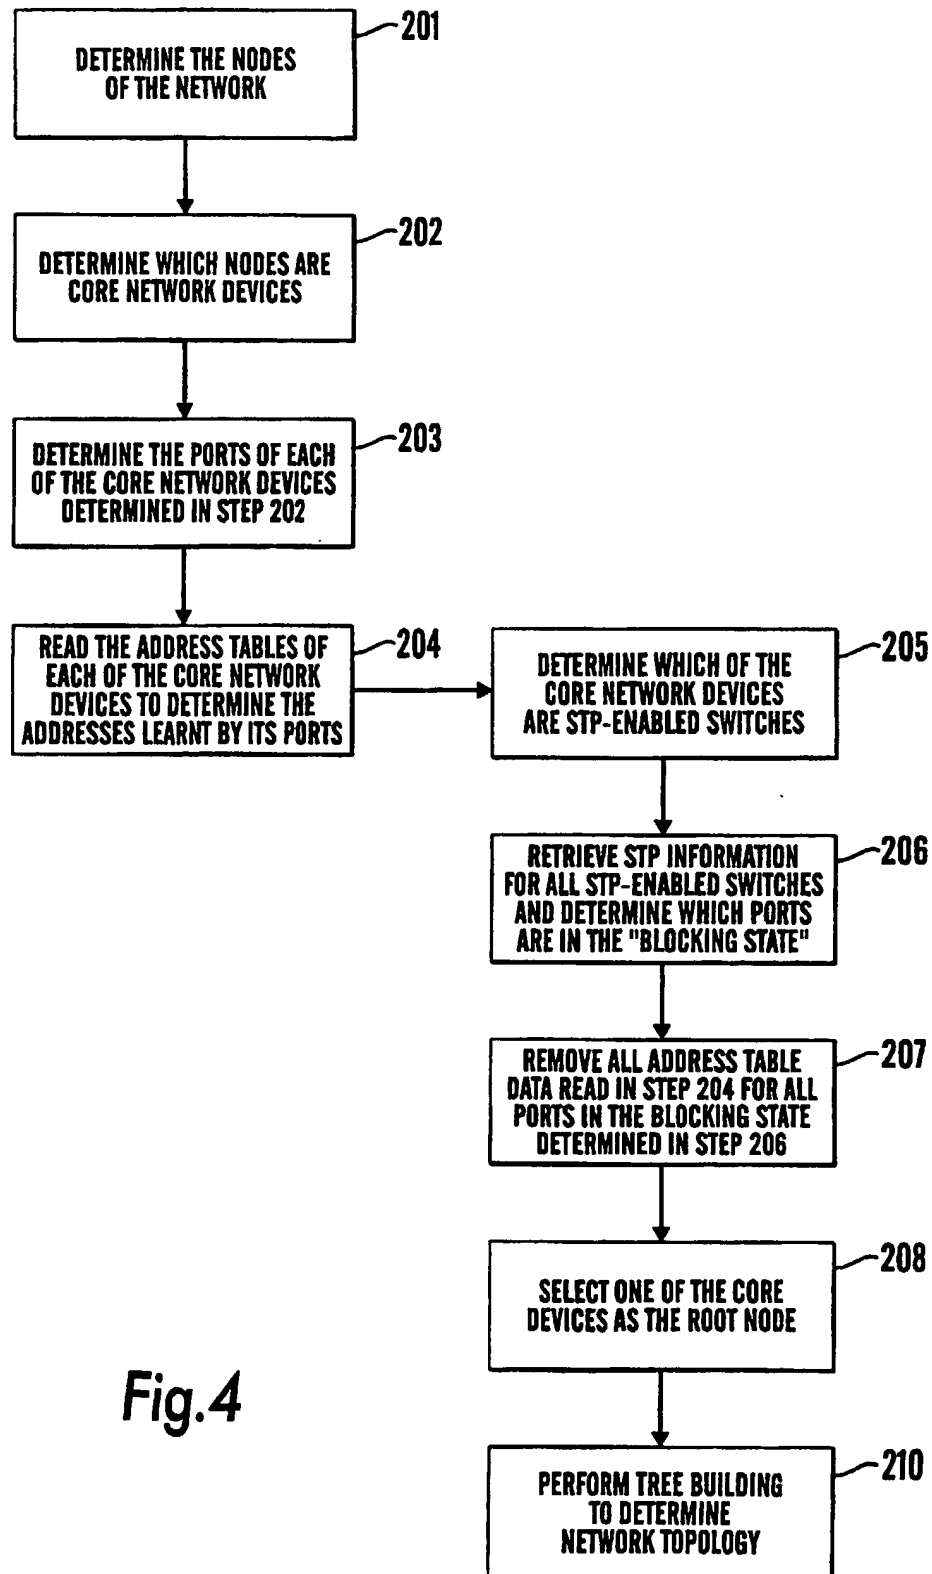 201
DETERMINE THE NODES
OF THE NETWORK
202
DETERMINE WHICH NODES ARE
CORE NETWORK DEVICES
203
DETERMINE THE PORTS OF EACH
OF THE CORE NETWORK DEVICES
DETERMINED IN STEP 202
204
READ THE ADDRESS TABLES OF
EACH OF THE CORE NETWORK
DEVICES TO DETERMINE THE
ADDRESSES LEARNT BY ITS PORTS
205
DETERMINE WHICH OF THE
CORE NETWORK DEVICES
ARE STP-ENABLED SWITCHES
206
RETRIEVE STP INFORMATION
FOR ALL STP-ENABLED SWITCHES
AND DETERMINE WHICH PORTS
ARE IN THE "BLOCKING STATE"
207
REMOVE ALL ADDRESS TABLE
DATA READ IN STEP 204 FOR ALL
PORTS IN THE BLOCKING STATE
DETERMINED IN STEP 206
208
SELECT ONE OF THE CORE
DEVICES AS THE ROOT NODE
210
PERFORM TREE BUILDING
TO DETERMINE
NETWORK TOPOLOGY
Fig.4